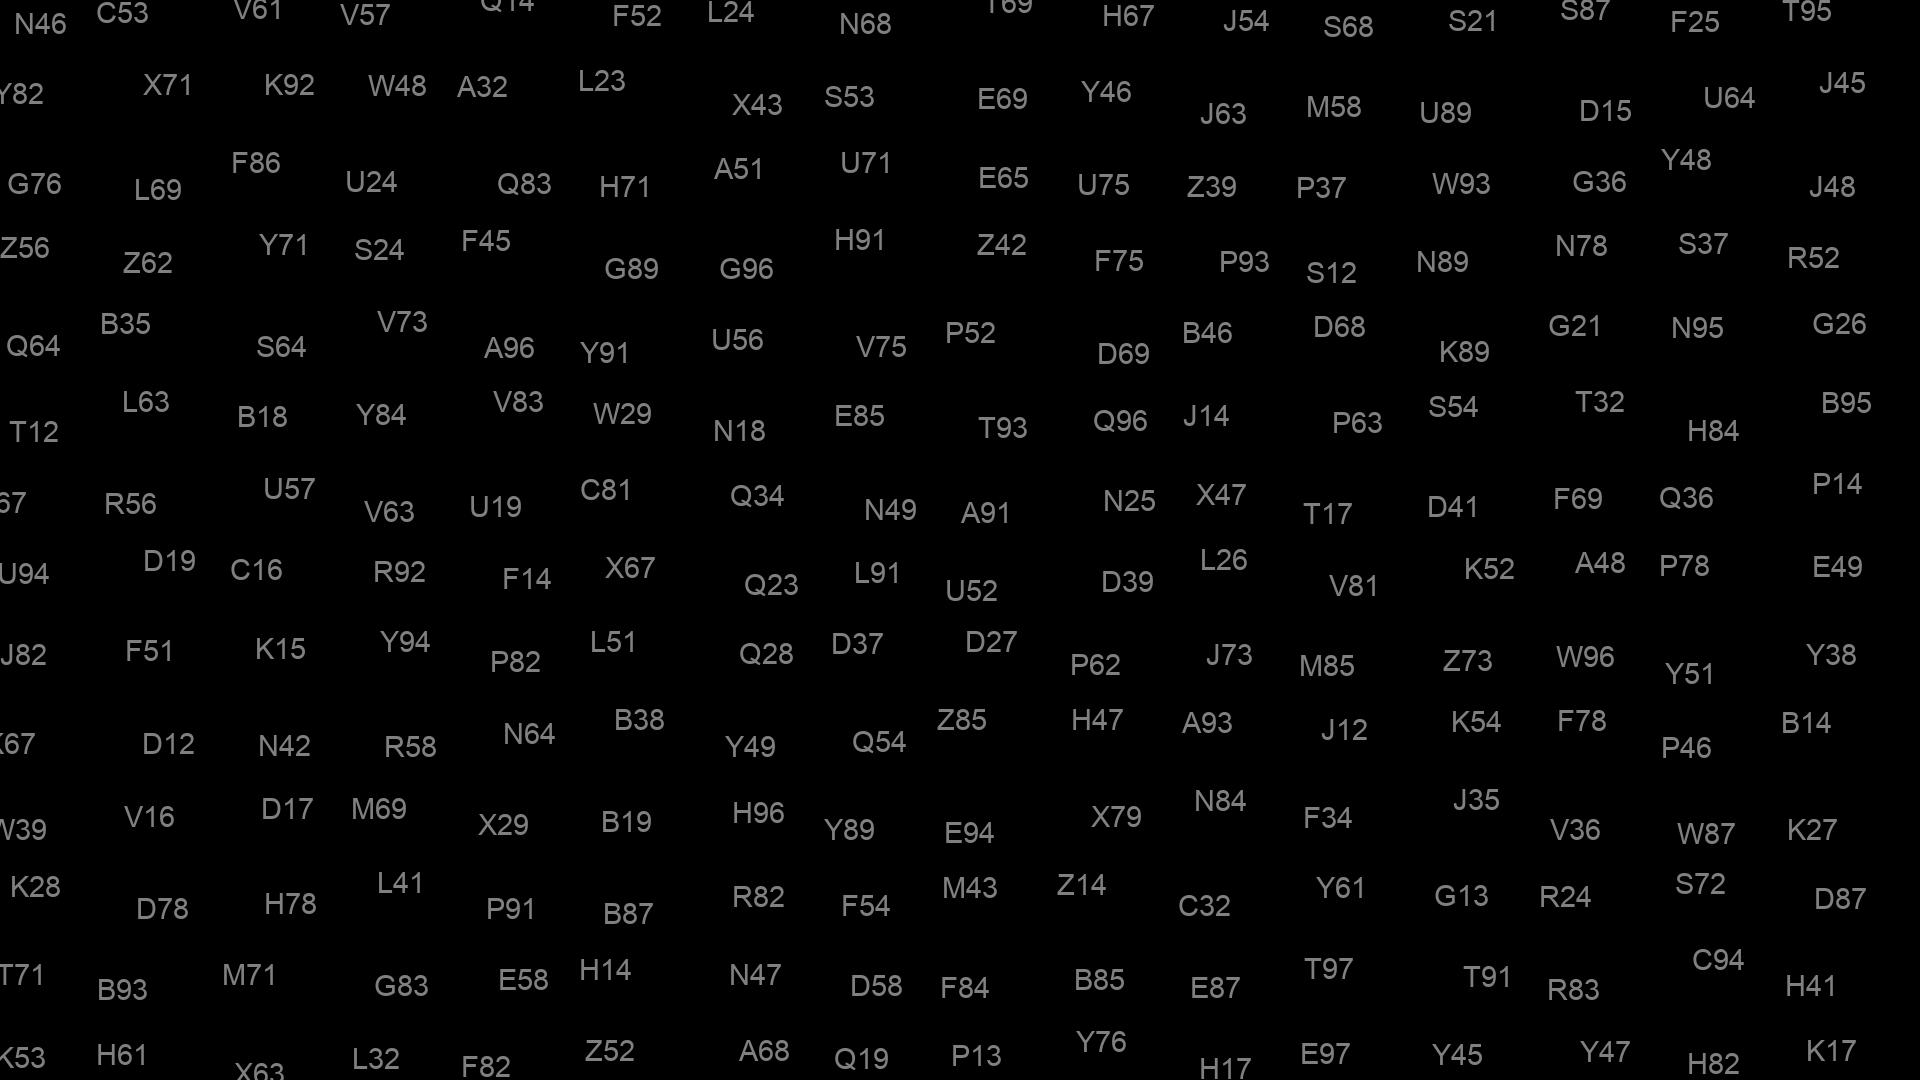 N46 C53 V61 V57 Q14 F52 L24 N68 T69 H67 J54 S68 S21 S87 F25 T95
Y82 X71 K92 W48 A32 L23 X43 S53 E69 Y46 J63 M58 U89 D15 U64 J45
G76 L69 F86 U24 Q83 H71 A51 U71 E65 U75 Z39 P37 W93 G36 Y48 J48
Z56 Z62 Y71 S24 F45 G89 G96 H91 Z42 F75 P93 S12 N89 N78 S37 R52
Q64 B35 S64 V73 A96 Y91 U56 V75 P52 D69 B46 D68 K89 G21 N95 G26
T12 L63 B18 Y84 V83 W29 N18 E85 T93 Q96 J14 P63 S54 T32 H84 B95
67 R56 U57 V63 U19 C81 Q34 N49 A91 N25 X47 T17 D41 F69 Q36 P14
U94 D19 C16 R92 F14 X67 Q23 L91 U52 D39 L26 V81 K52 A48 P78 E49
J82 F51 K15 Y94 P82 L51 Q28 D37 D27 P62 J73 M85 Z73 W96 Y51 Y38
K67 D12 N42 R58 N64 B38 Y49 Q54 Z85 H47 A93 J12 K54 F78 P46 B14
W39 V16 D17 M69 X29 B19 H96 Y89 E94 X79 N84 F34 J35 V36 W87 K27
K28 D78 H78 L41 P91 B87 R82 F54 M43 Z14 C32 Y61 G13 R24 S72 D87
T71 B93 M71 G83 E58 H14 N47 D58 F84 B85 E87 T97 T91 R83 C94 H41
K53 H61 X63 L32 F82 Z52 A68 Q19 P13 Y76 H17 E97 Y45 Y47 H82 K17